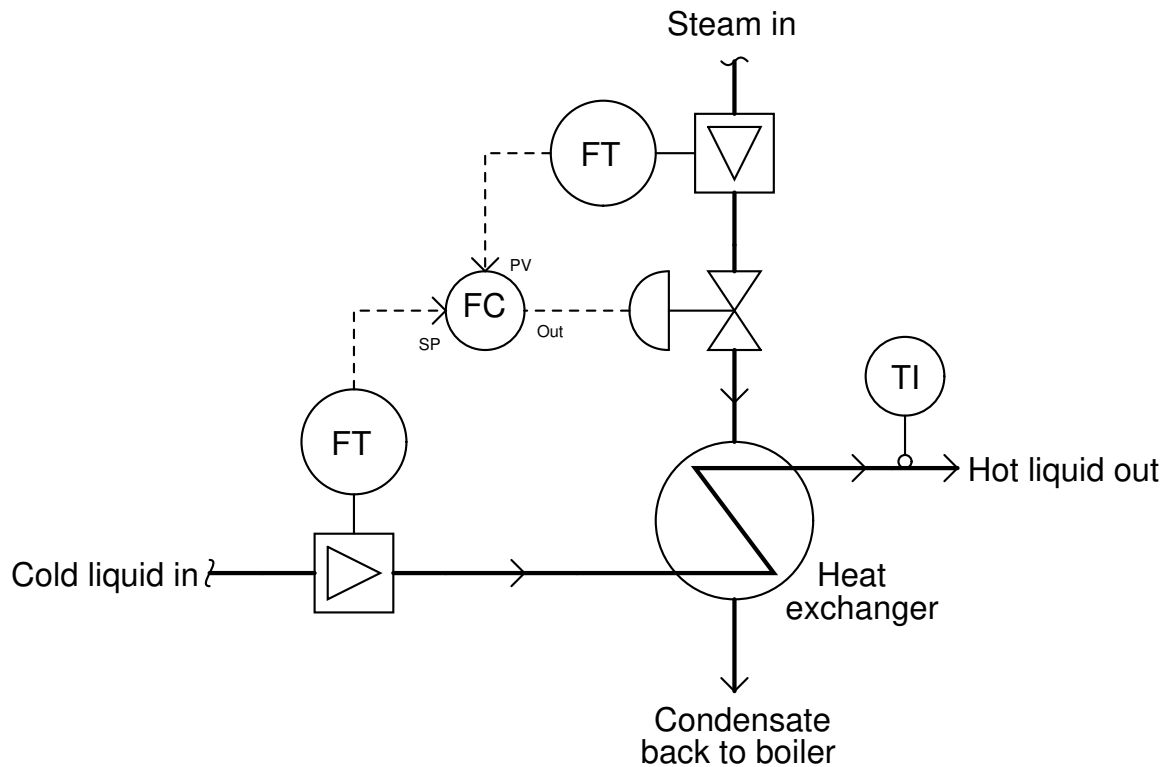 Steam in
FT
PV
FC
SP
Out
TI
FT
Hot liquid out
Cold liquid in
Heat
exchanger
Condensate
back to boiler